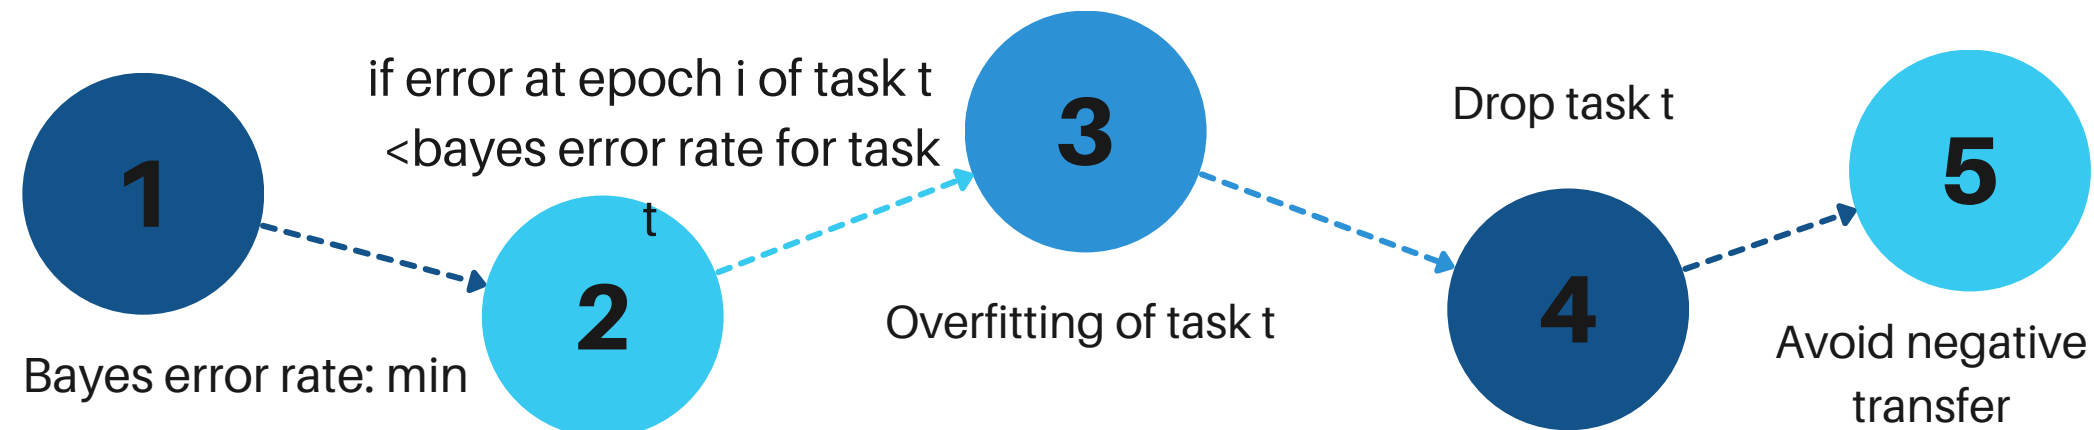 1
Bayes error rate: min
if error at epoch i of task t
<bayes error rate for task
t
2
3
Overfitting of task t
Drop task t
4
5
Avoid negative
transfer